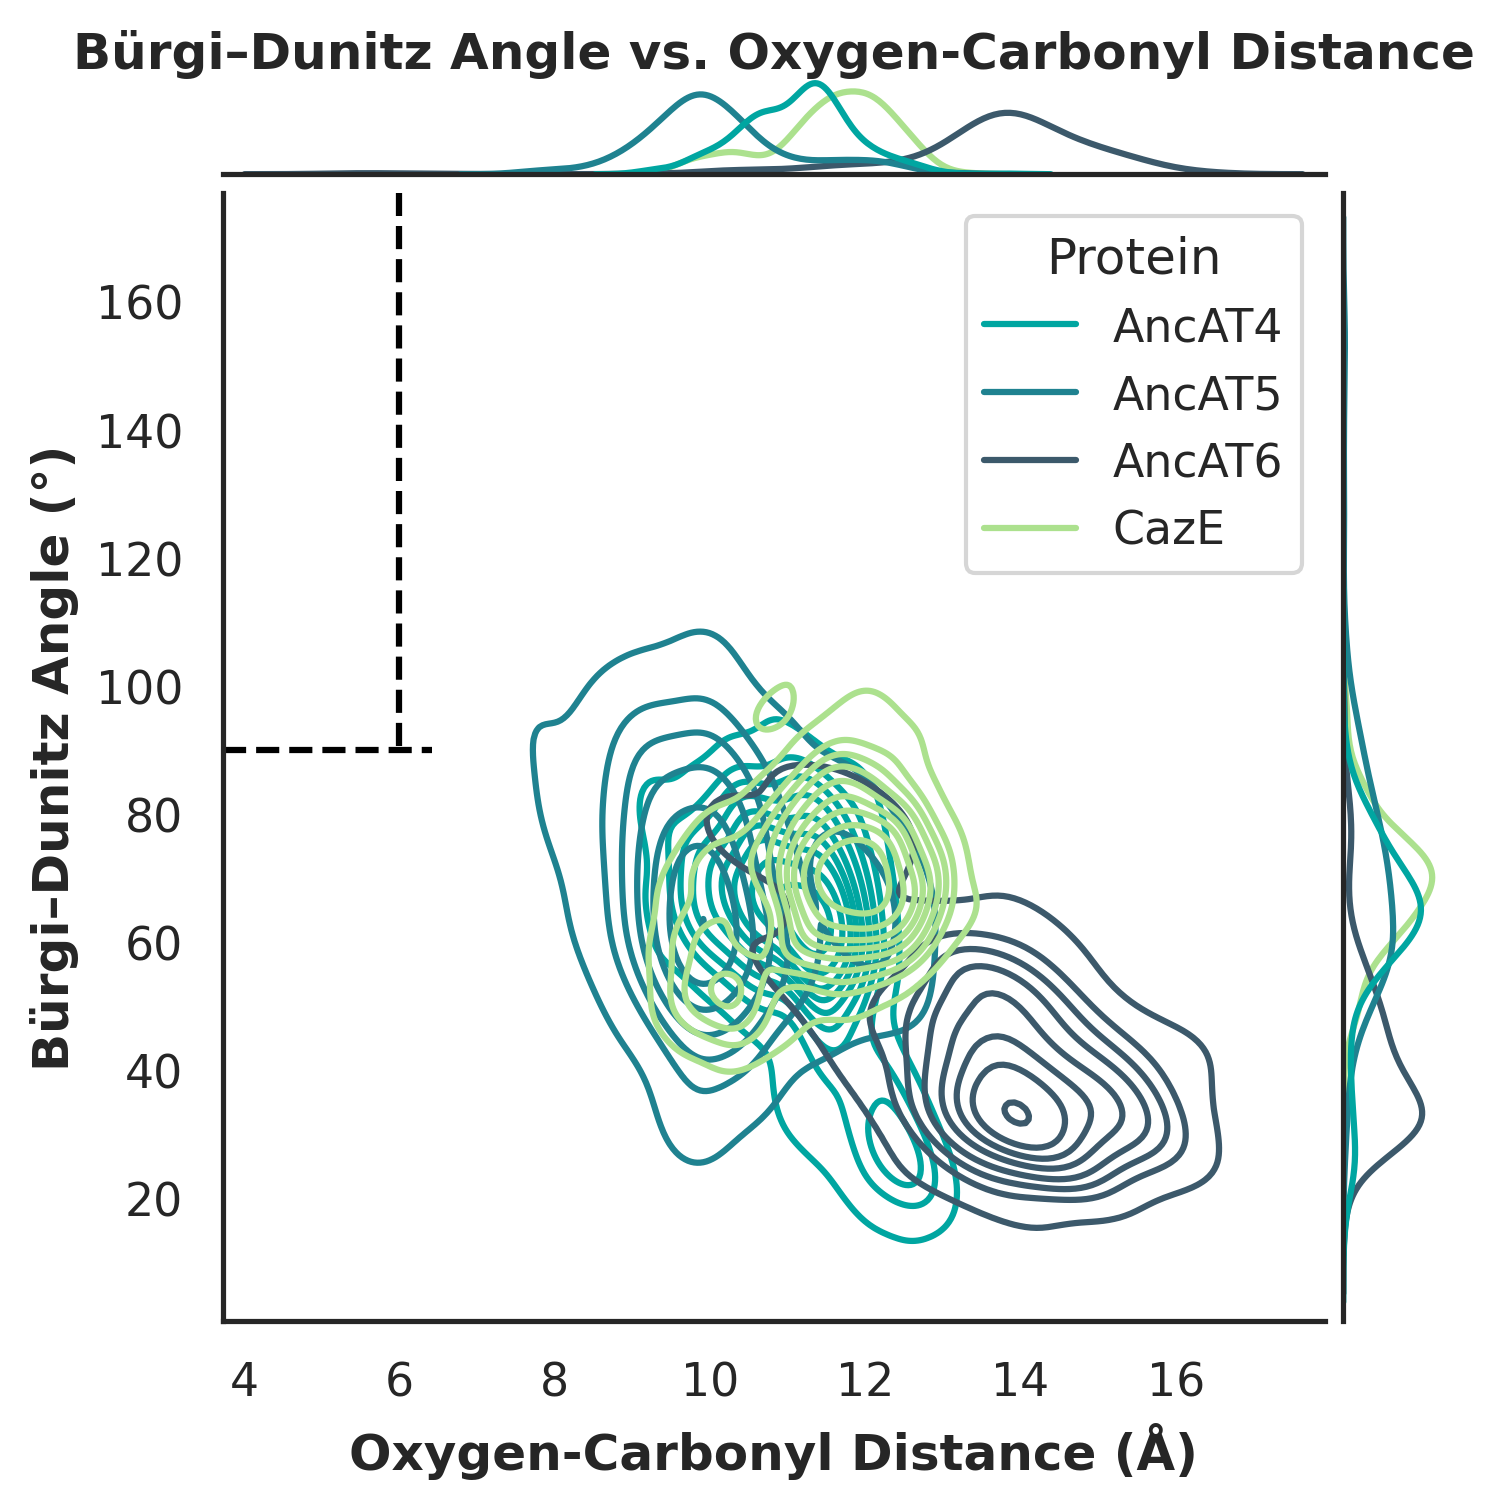 Bürgi–Dunitz Angle vs. Oxygen-Carbonyl Distance
Protein
AncAT4
AncAT5
AncAT6
CazE
Bürgi–Dunitz Angle (°)
160
140
120
100
80
60
40
20
4 6 8 10 12 14 16
Oxygen-Carbonyl Distance (Å)